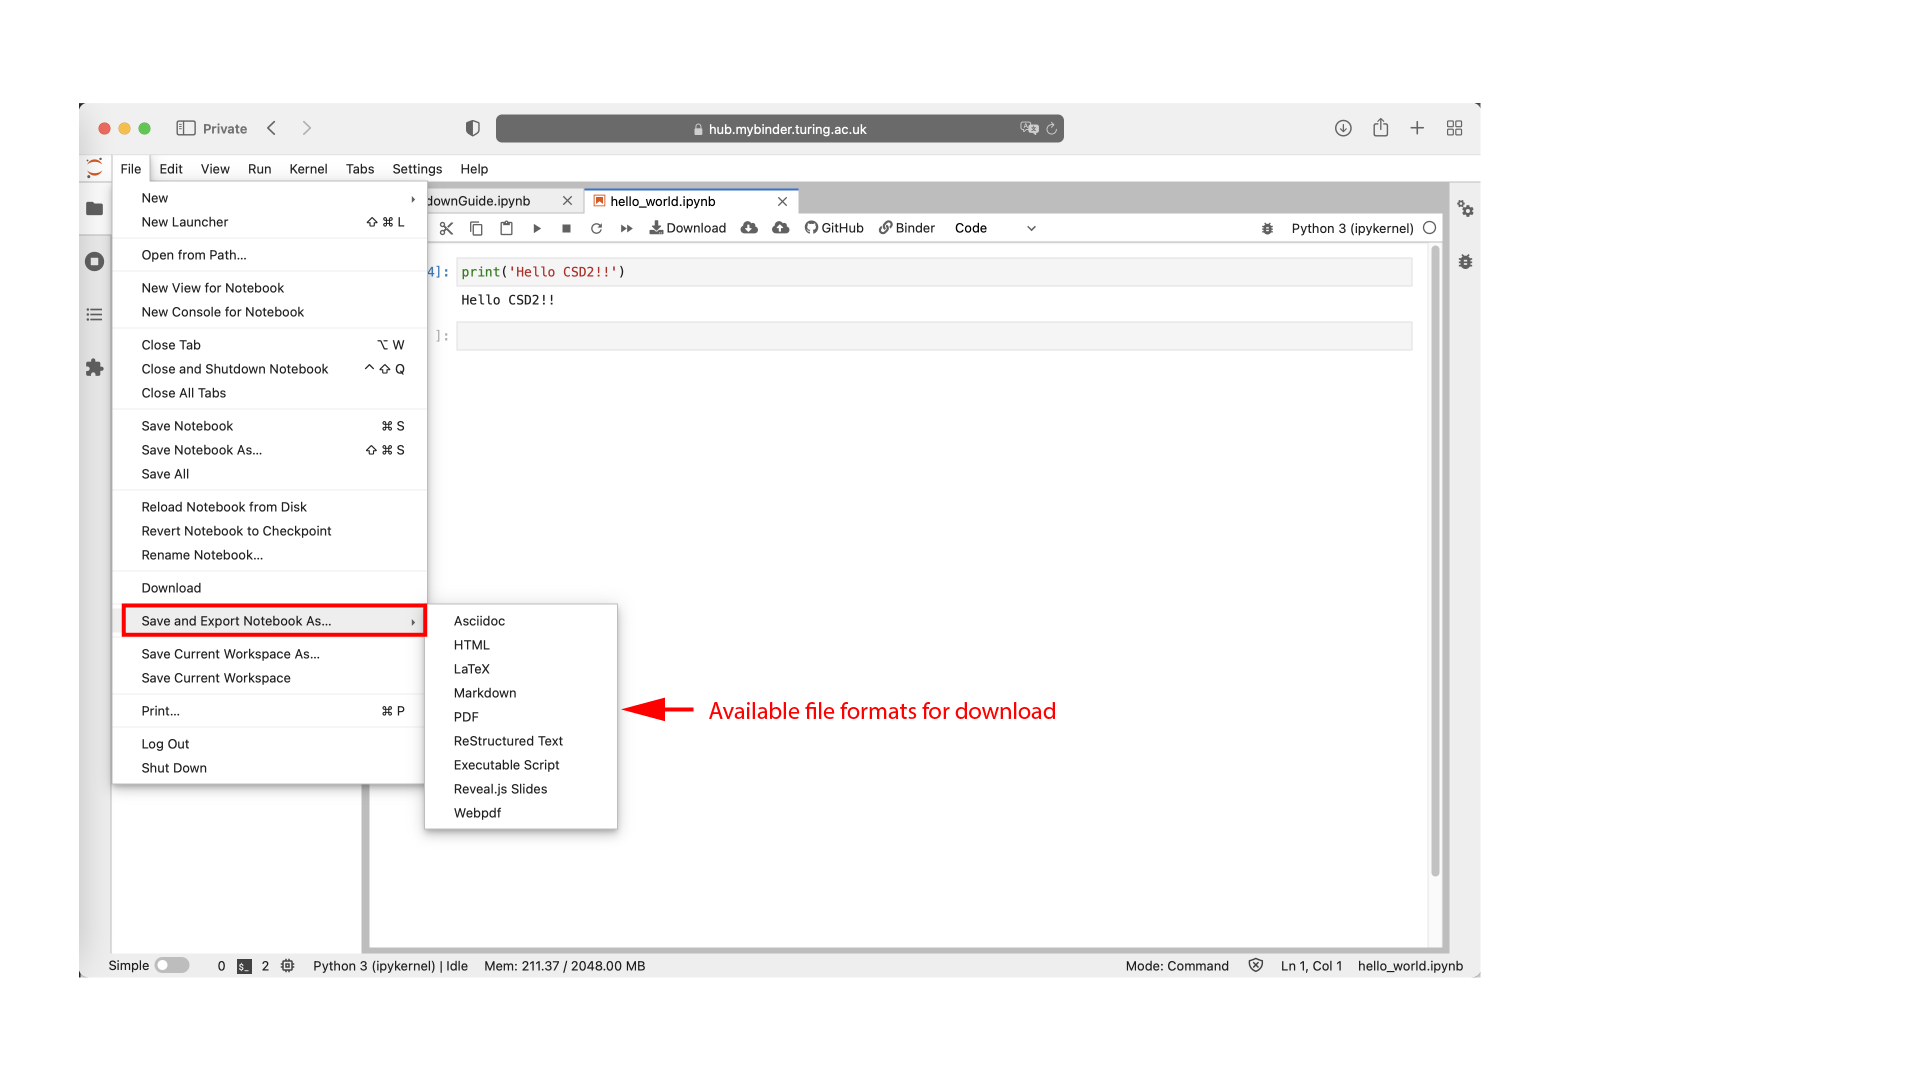 Private
hub.mybinder.turing.ac.uk
File Edit View Run Kernel Tabs Settings Help
downGuide.ipynb
hello_world.ipynb
Download GitHub Binder Code Python 3 (ipykernel)
4]: print('Hello CSD2!!')
Hello CSD2!!
]:
New
New Launcher ⇧ ⌘ L
Open from Path...
New View for Notebook
New Console for Notebook
Close Tab ⌥ W
Close and Shutdown Notebook ^ ⇧ Q
Close All Tabs
Save Notebook ⌘ S
Save Notebook As... ⇧ ⌘ S
Save All
Reload Notebook from Disk
Revert Notebook to Checkpoint
Rename Notebook...
Download
Save and Export Notebook As...
Save Current Workspace As...
Save Current Workspace
Print... ⌘ P
Log Out
Shut Down
Asciidoc
HTML
LaTeX
Markdown
PDF
ReStructured Text
Executable Script
Reveal.js Slides
Webpdf
Available file formats for download
Simple 0 $_ 2 Python 3 (ipykernel) | Idle Mem: 211.37 / 2048.00 MB Mode: Command Ln 1, Col 1 hello_world.ipynb